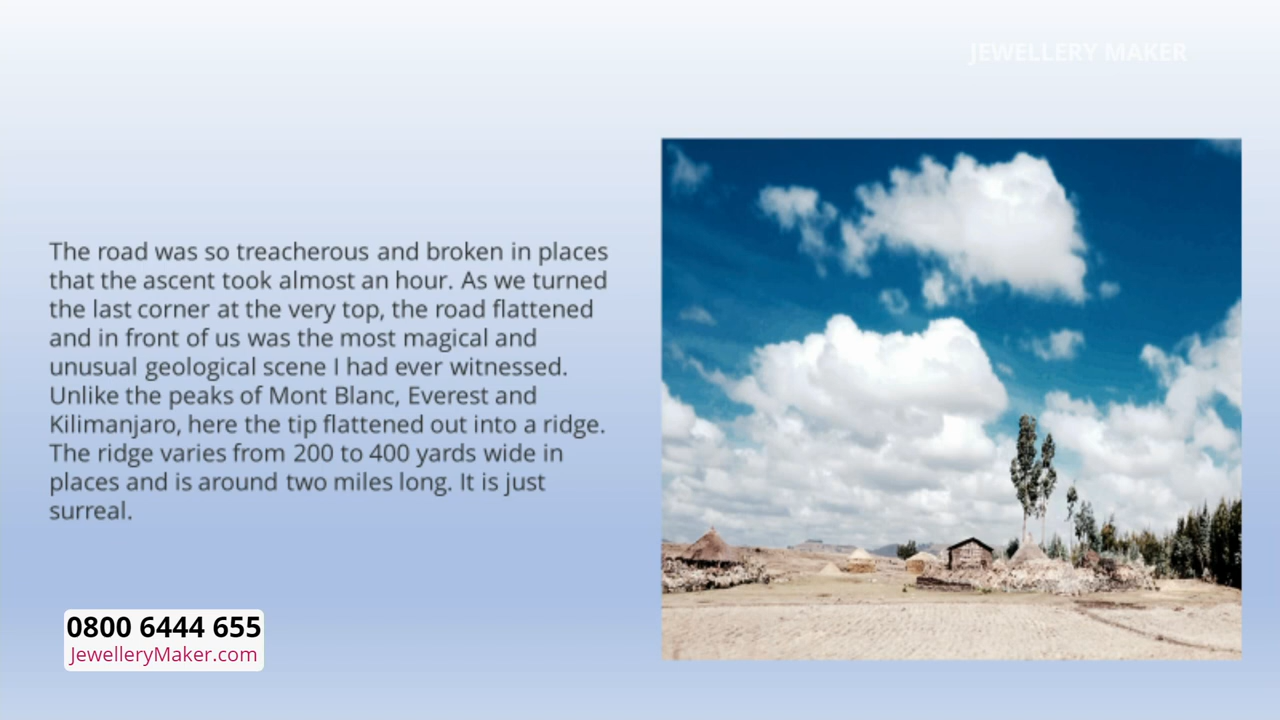 JEWELLERY MAKER
The road was so treacherous and broken in places
that the ascent took almost an hour. As we turned
the last corner at the very top, the road flattened
and in front of us was the most magical and
unusual geological scene I had ever witnessed.
Unlike the peaks of Mont Blanc, Everest and
Kilimanjaro, here the tip flattened out into a ridge.
The ridge varies from 200 to 400 yards wide in
places and is around two miles long. It is just
surreal.
0800 6444 655
JewelleryMaker.com